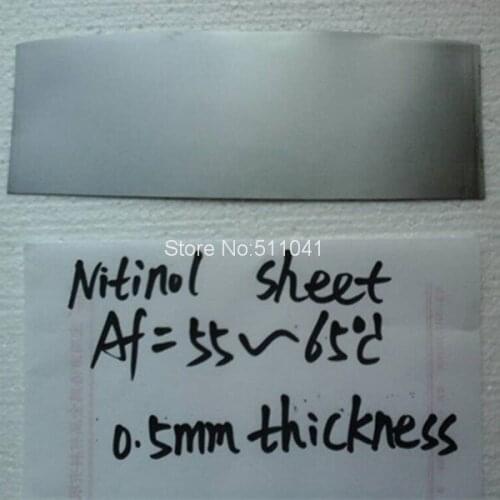 Store No:511041
Nitinol sheet
Af=55~65℃
0.5mm thickness